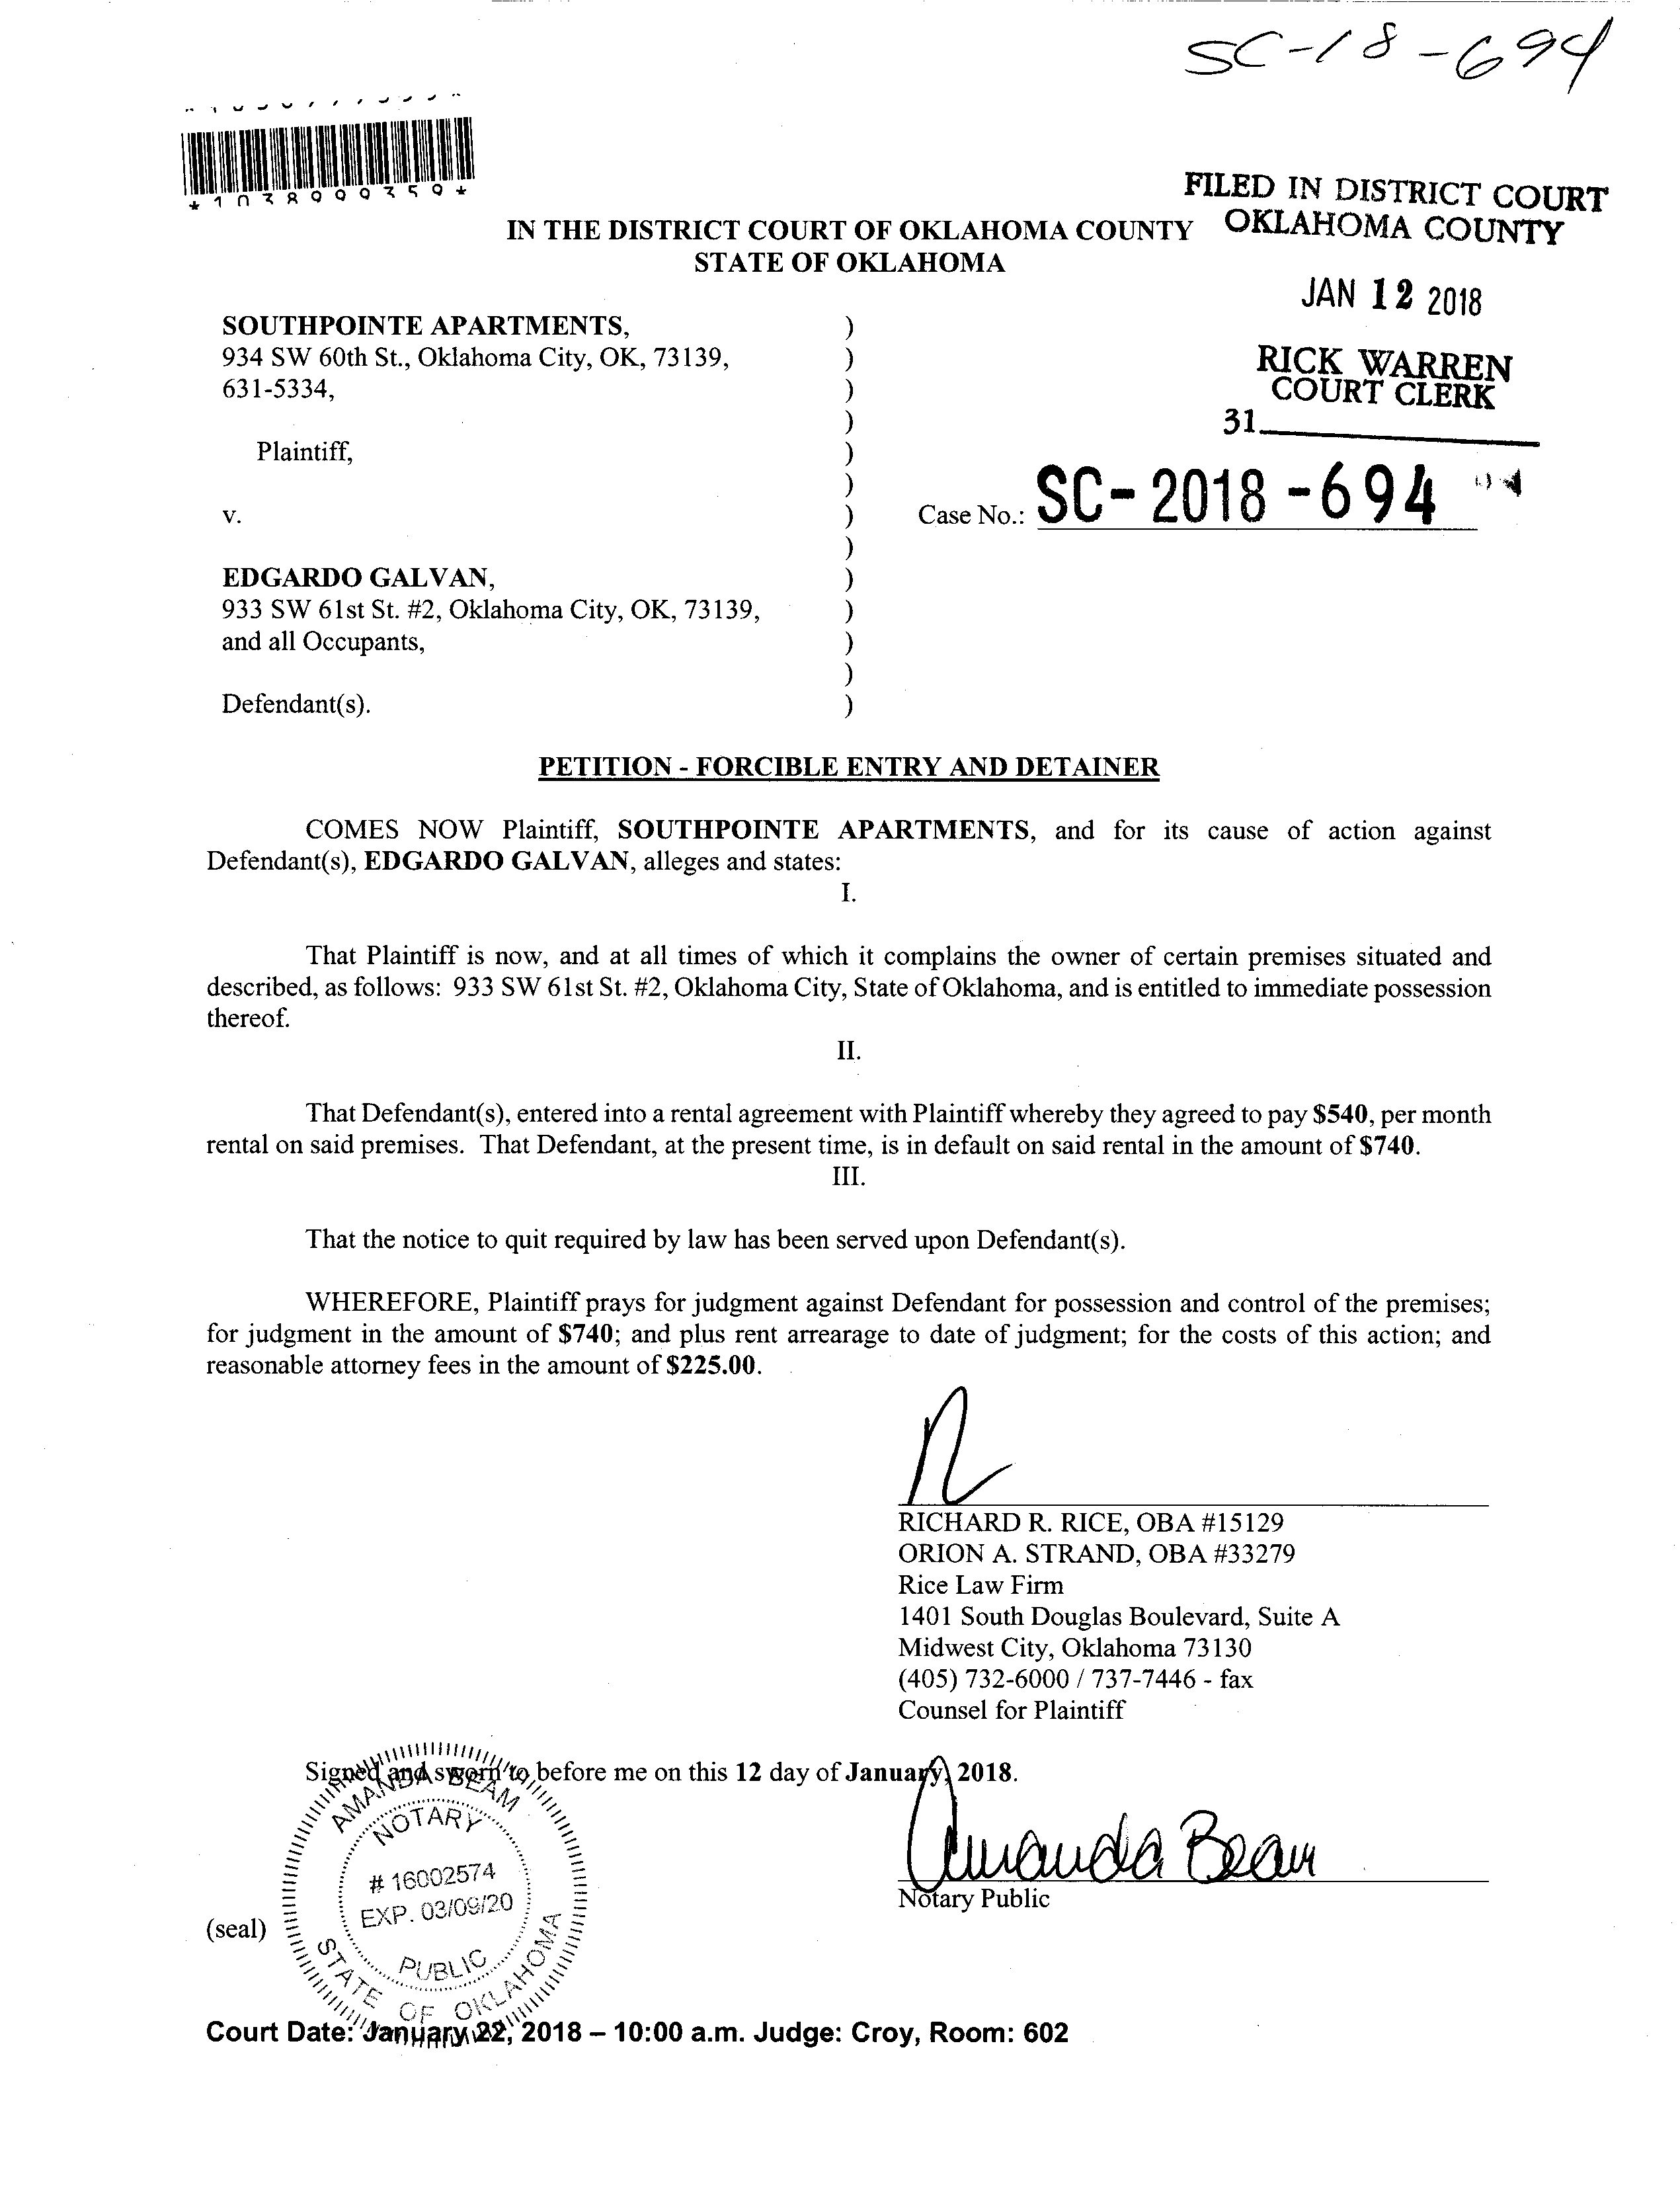 SC-18-694
*1038999359*
FILED IN DISTRICT COURT
OKLAHOMA COUNTY
IN THE DISTRICT COURT OF OKLAHOMA COUNTY
STATE OF OKLAHOMA
JAN 12 2018
RICK WARREN
COURT CLERK
31
SOUTHPOINTE APARTMENTS, )
934 SW 60th St., Oklahoma City, OK, 73139, )
631-5334, )
)
Plaintiff, )
)
v. ) Case No.: SC-2018-694
)
EDGARDO GALVAN, )
933 SW 61st St. #2, Oklahoma City, OK, 73139, )
and all Occupants, )
)
Defendant(s). )
PETITION - FORCIBLE ENTRY AND DETAINER
COMES NOW Plaintiff, SOUTHPOINTE APARTMENTS, and for its cause of action against
Defendant(s), EDGARDO GALVAN, alleges and states:
I.
That Plaintiff is now, and at all times of which it complains the owner of certain premises situated and
described, as follows: 933 SW 61st St. #2, Oklahoma City, State of Oklahoma, and is entitled to immediate possession
thereof.
II.
That Defendant(s), entered into a rental agreement with Plaintiff whereby they agreed to pay $540, per month
rental on said premises. That Defendant, at the present time, is in default on said rental in the amount of $740.
III.
That the notice to quit required by law has been served upon Defendant(s).
WHEREFORE, Plaintiff prays for judgment against Defendant for possession and control of the premises;
for judgment in the amount of $740; and plus rent arrearage to date of judgment; for the costs of this action; and
reasonable attorney fees in the amount of $225.00.
RICHARD R. RICE, OBA #15129
ORION A. STRAND, OBA #33279
Rice Law Firm
1401 South Douglas Boulevard, Suite A
Midwest City, Oklahoma 73130
(405) 732-6000 / 737-7446 - fax
Counsel for Plaintiff
Signed and sworn to before me on this 12 day of January, 2018.
AMANDA BEAM
NOTARY
# 16002574
EXP. 03/09/20
PUBLIC
STATE OF OKLAHOMA
Amanda Beam
Notary Public
(seal)
Court Date: January 22, 2018 – 10:00 a.m. Judge: Croy, Room: 602